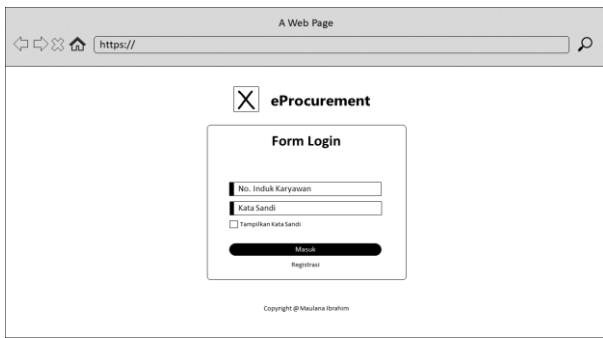 A Web Page
https://
eProcurement
Form Login
No. Induk Karyawan
Kata Sandi
Tampilkan Kata Sandi
Masuk
Registrasi
Copyright @ Maulana Ibrahim